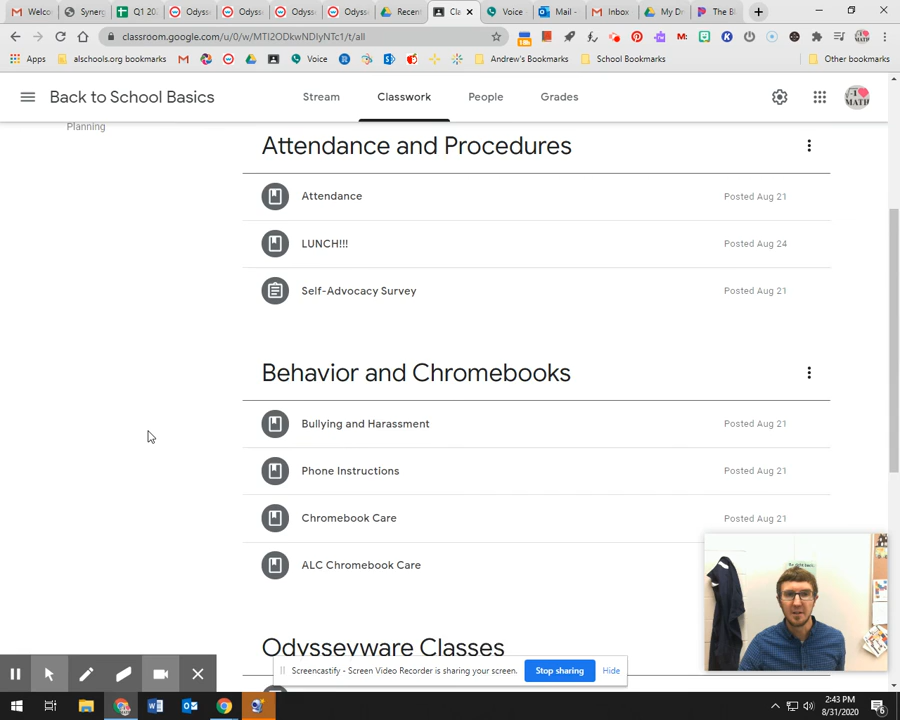 Welco
Synerg
Q1 20
Odyss
Odyss
Odyss
Odyss
Recent
Cla
Voice
Mail -
Inbox
My D
The B
classroom.google.com/u/0/w/MTI2ODkwNDIyNTc1/t/all
Apps
alschools.org bookmarks
Voice
Andrew's Bookmarks
School Bookmarks
Other bookmarks
Back to School Basics
Stream
Classwork
People
Grades
I
MATH
Planning
Attendance and Procedures
Attendance
Posted Aug 21
LUNCH!!!
Posted Aug 24
Self-Advocacy Survey
Posted Aug 21
Behavior and Chromebooks
Bullying and Harassment
Posted Aug 21
Phone Instructions
Posted Aug 21
Chromebook Care
Posted Aug 21
ALC Chromebook Care
Odysseyware Classes
Screencastify - Screen Video Recorder is sharing your screen.
Stop sharing
Hide
2:43 PM
8/31/2020
6